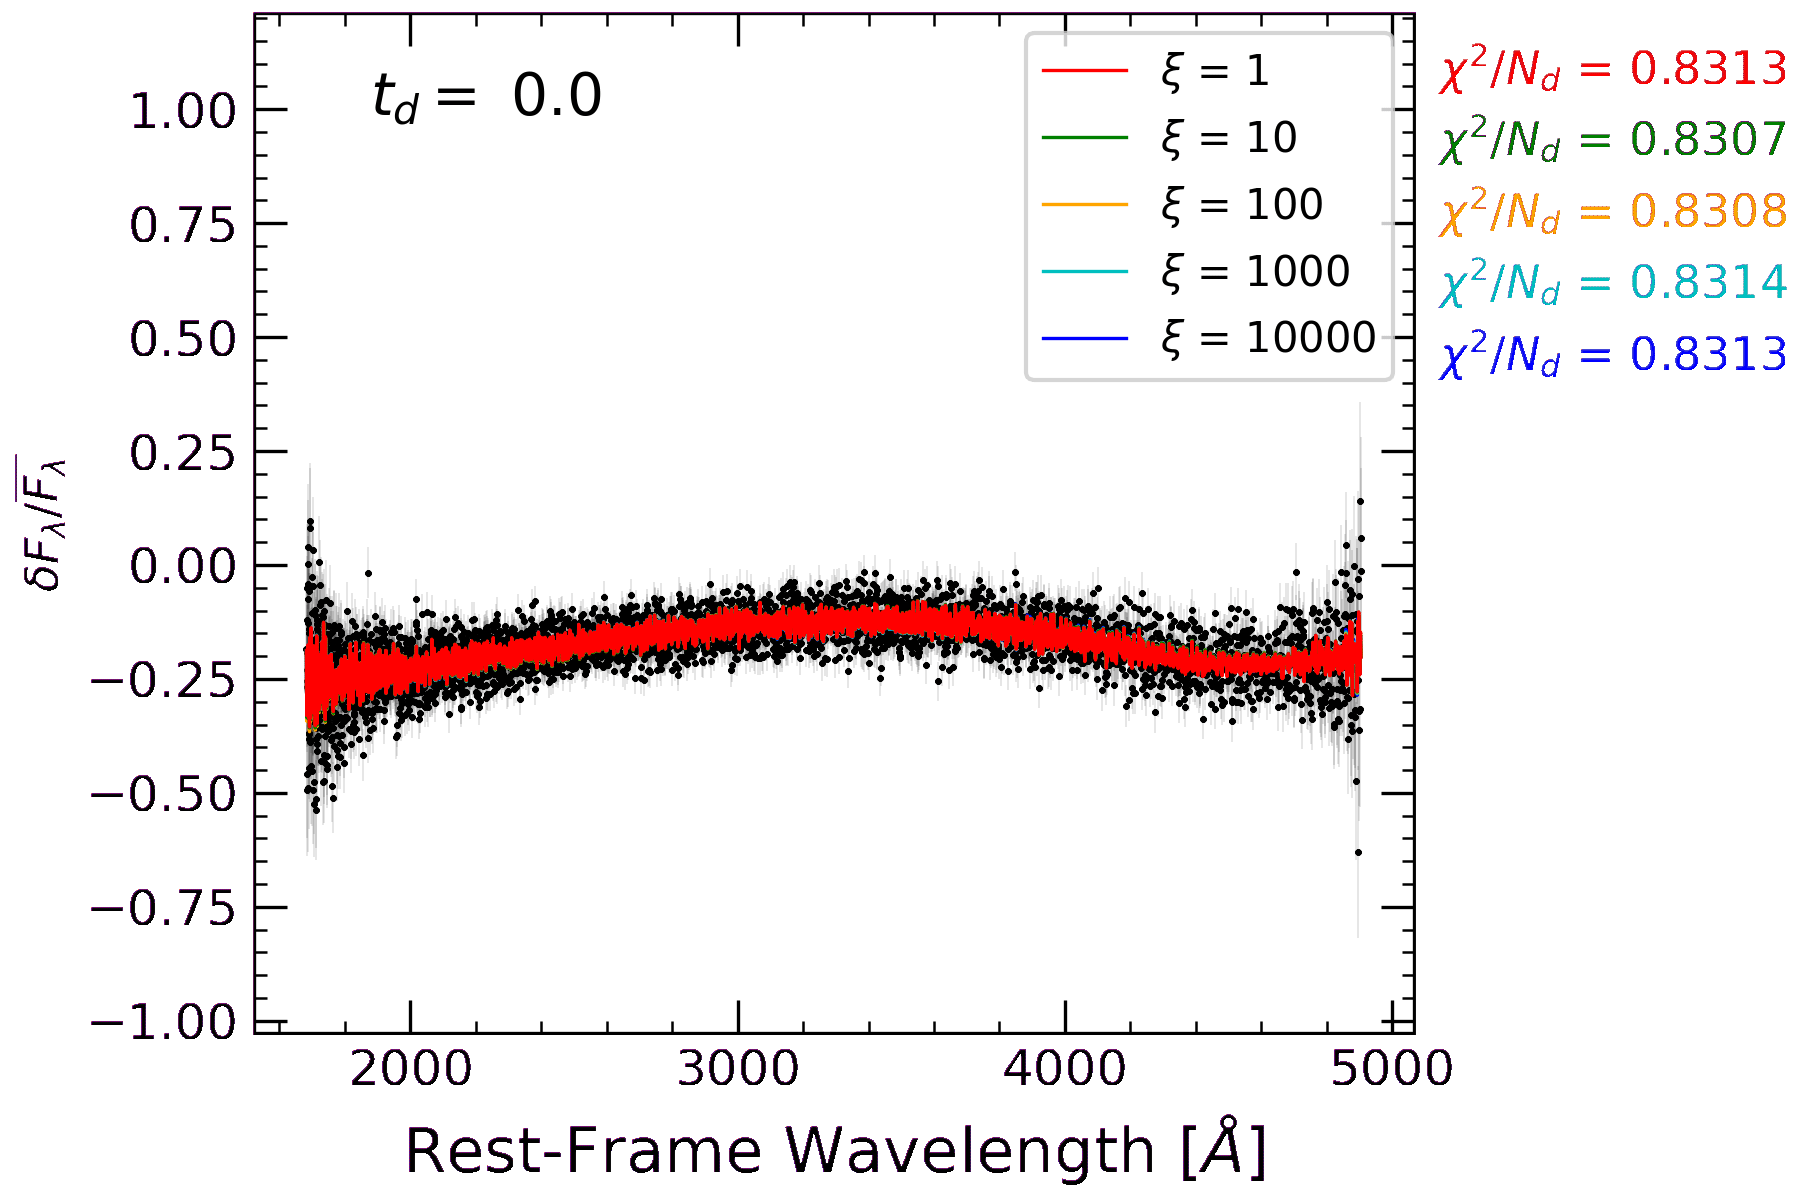 t_d = 0.0
ξ = 1
ξ = 10
ξ = 100
ξ = 1000
ξ = 10000
χ²/N_d = 0.8313
χ²/N_d = 0.8307
χ²/N_d = 0.8308
χ²/N_d = 0.8314
χ²/N_d = 0.8313
δF_λ/F̅_λ
1.00
0.75
0.50
0.25
0.00
−0.25
−0.50
−0.75
−1.00
2000 3000 4000 5000
Rest-Frame Wavelength [Å]